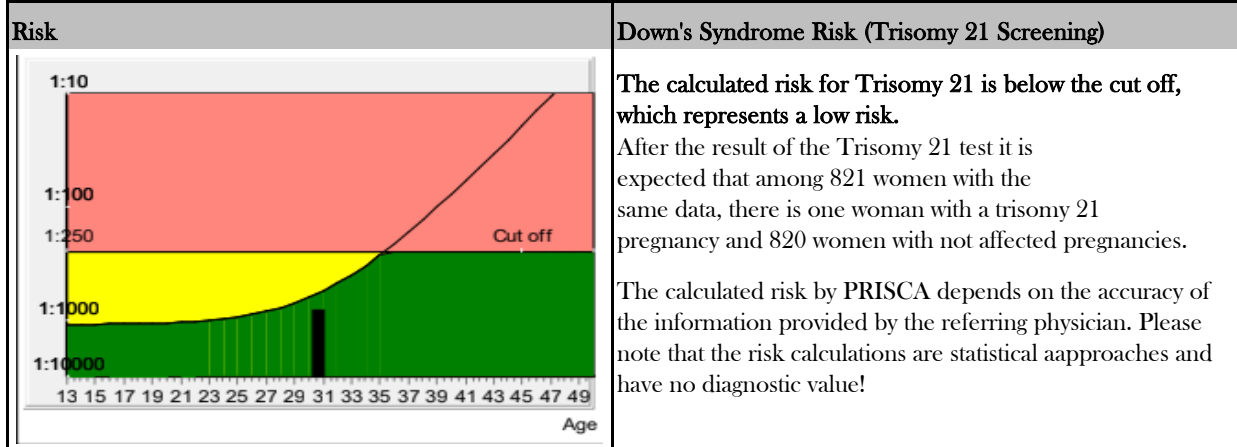 Risk
1:10
1:100
1:250
Cut off
1:1000
1:10000
13 15 17 19 21 23 25 27 29 31 33 35 37 39 41 43 45 47 49
Age
Down's Syndrome Risk (Trisomy 21 Screening)
The calculated risk for Trisomy 21 is below the cut off,
which represents a low risk.
After the result of the Trisomy 21 test it is
expected that among 821 women with the
same data, there is one woman with a trisomy 21
pregnancy and 820 women with not affected pregnancies.
The calculated risk by PRISCA depends on the accuracy of
the information provided by the referring physician. Please
note that the risk calculations are statistical aapproaches and
have no diagnostic value!